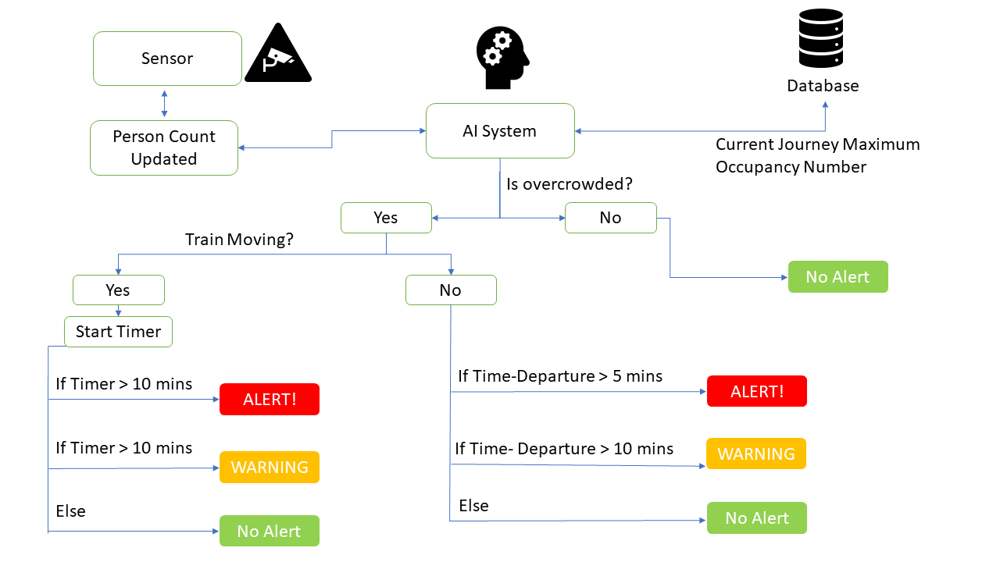 Sensor
Database
Person Count
Updated
AI System
Current Journey Maximum
Occupancy Number
Is overcrowded?
Yes
No
Train Moving?
No Alert
Yes
No
Start Timer
If Timer > 10 mins
ALERT!
If Time-Departure > 5 mins
ALERT!
If Timer > 10 mins
WARNING
If Time- Departure > 10 mins
WARNING
Else
No Alert
Else
No Alert